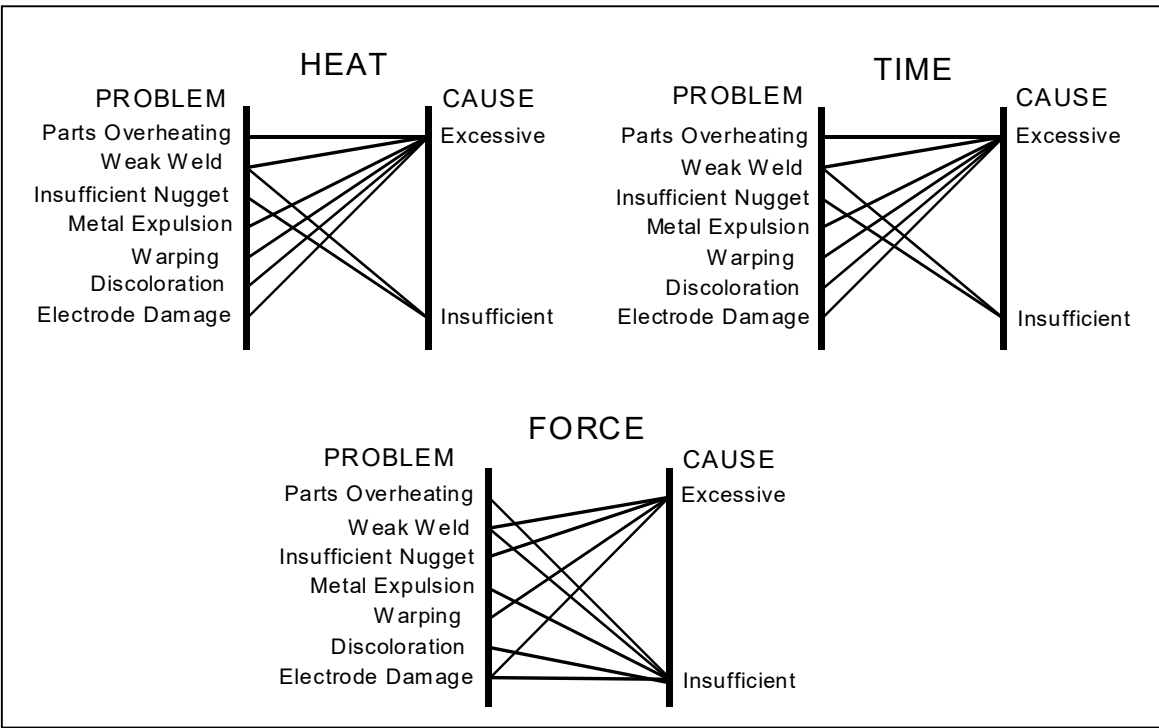 HEAT
PROBLEM CAUSE
Parts Overheating Excessive
Weak Weld
Insufficient Nugget
Metal Expulsion
Warping
Discoloration
Electrode Damage Insufficient
TIME
PROBLEM CAUSE
Parts Overheating Excessive
Weak Weld
Insufficient Nugget
Metal Expulsion
Warping
Discoloration
Electrode Damage Insufficient
FORCE
PROBLEM CAUSE
Parts Overheating Excessive
Weak Weld
Insufficient Nugget
Metal Expulsion
Warping
Discoloration
Electrode Damage Insufficient